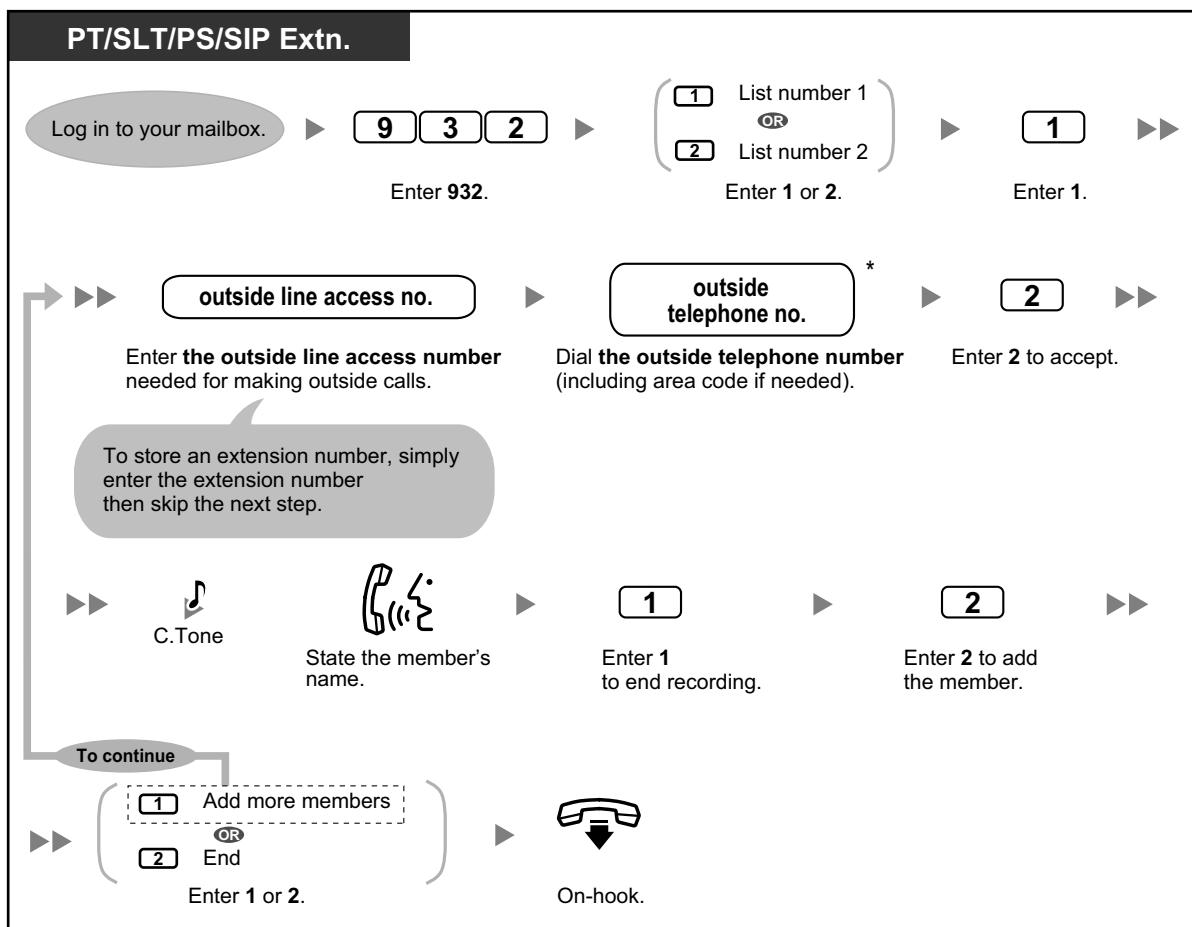 PT/SLT/PS/SIP Extn.
Log in to your mailbox.
9 3 2
Enter 932.
1 List number 1
OR
2 List number 2
Enter 1 or 2.
1
Enter 1.
outside line access no.
Enter the outside line access number
needed for making outside calls.
outside
telephone no.
*
Dial the outside telephone number
(including area code if needed).
2
Enter 2 to accept.
To store an extension number, simply
enter the extension number
then skip the next step.
C.Tone
State the member's
name.
1
Enter 1
to end recording.
2
Enter 2 to add
the member.
To continue
1 Add more members
OR
2 End
Enter 1 or 2.
On-hook.